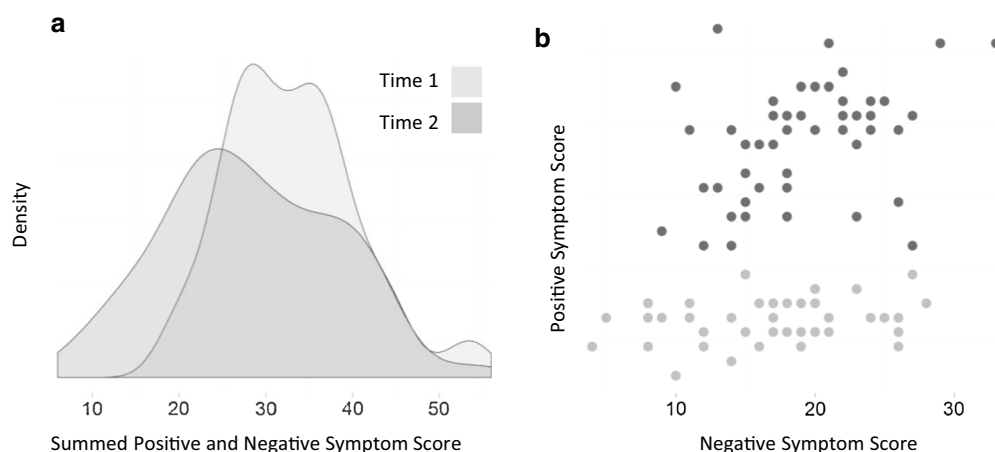 a
Time 1
Time 2
Density
10 20 30 40 50
Summed Positive and Negative Symptom Score
b
Positive Symptom Score
10 20 30
Negative Symptom Score